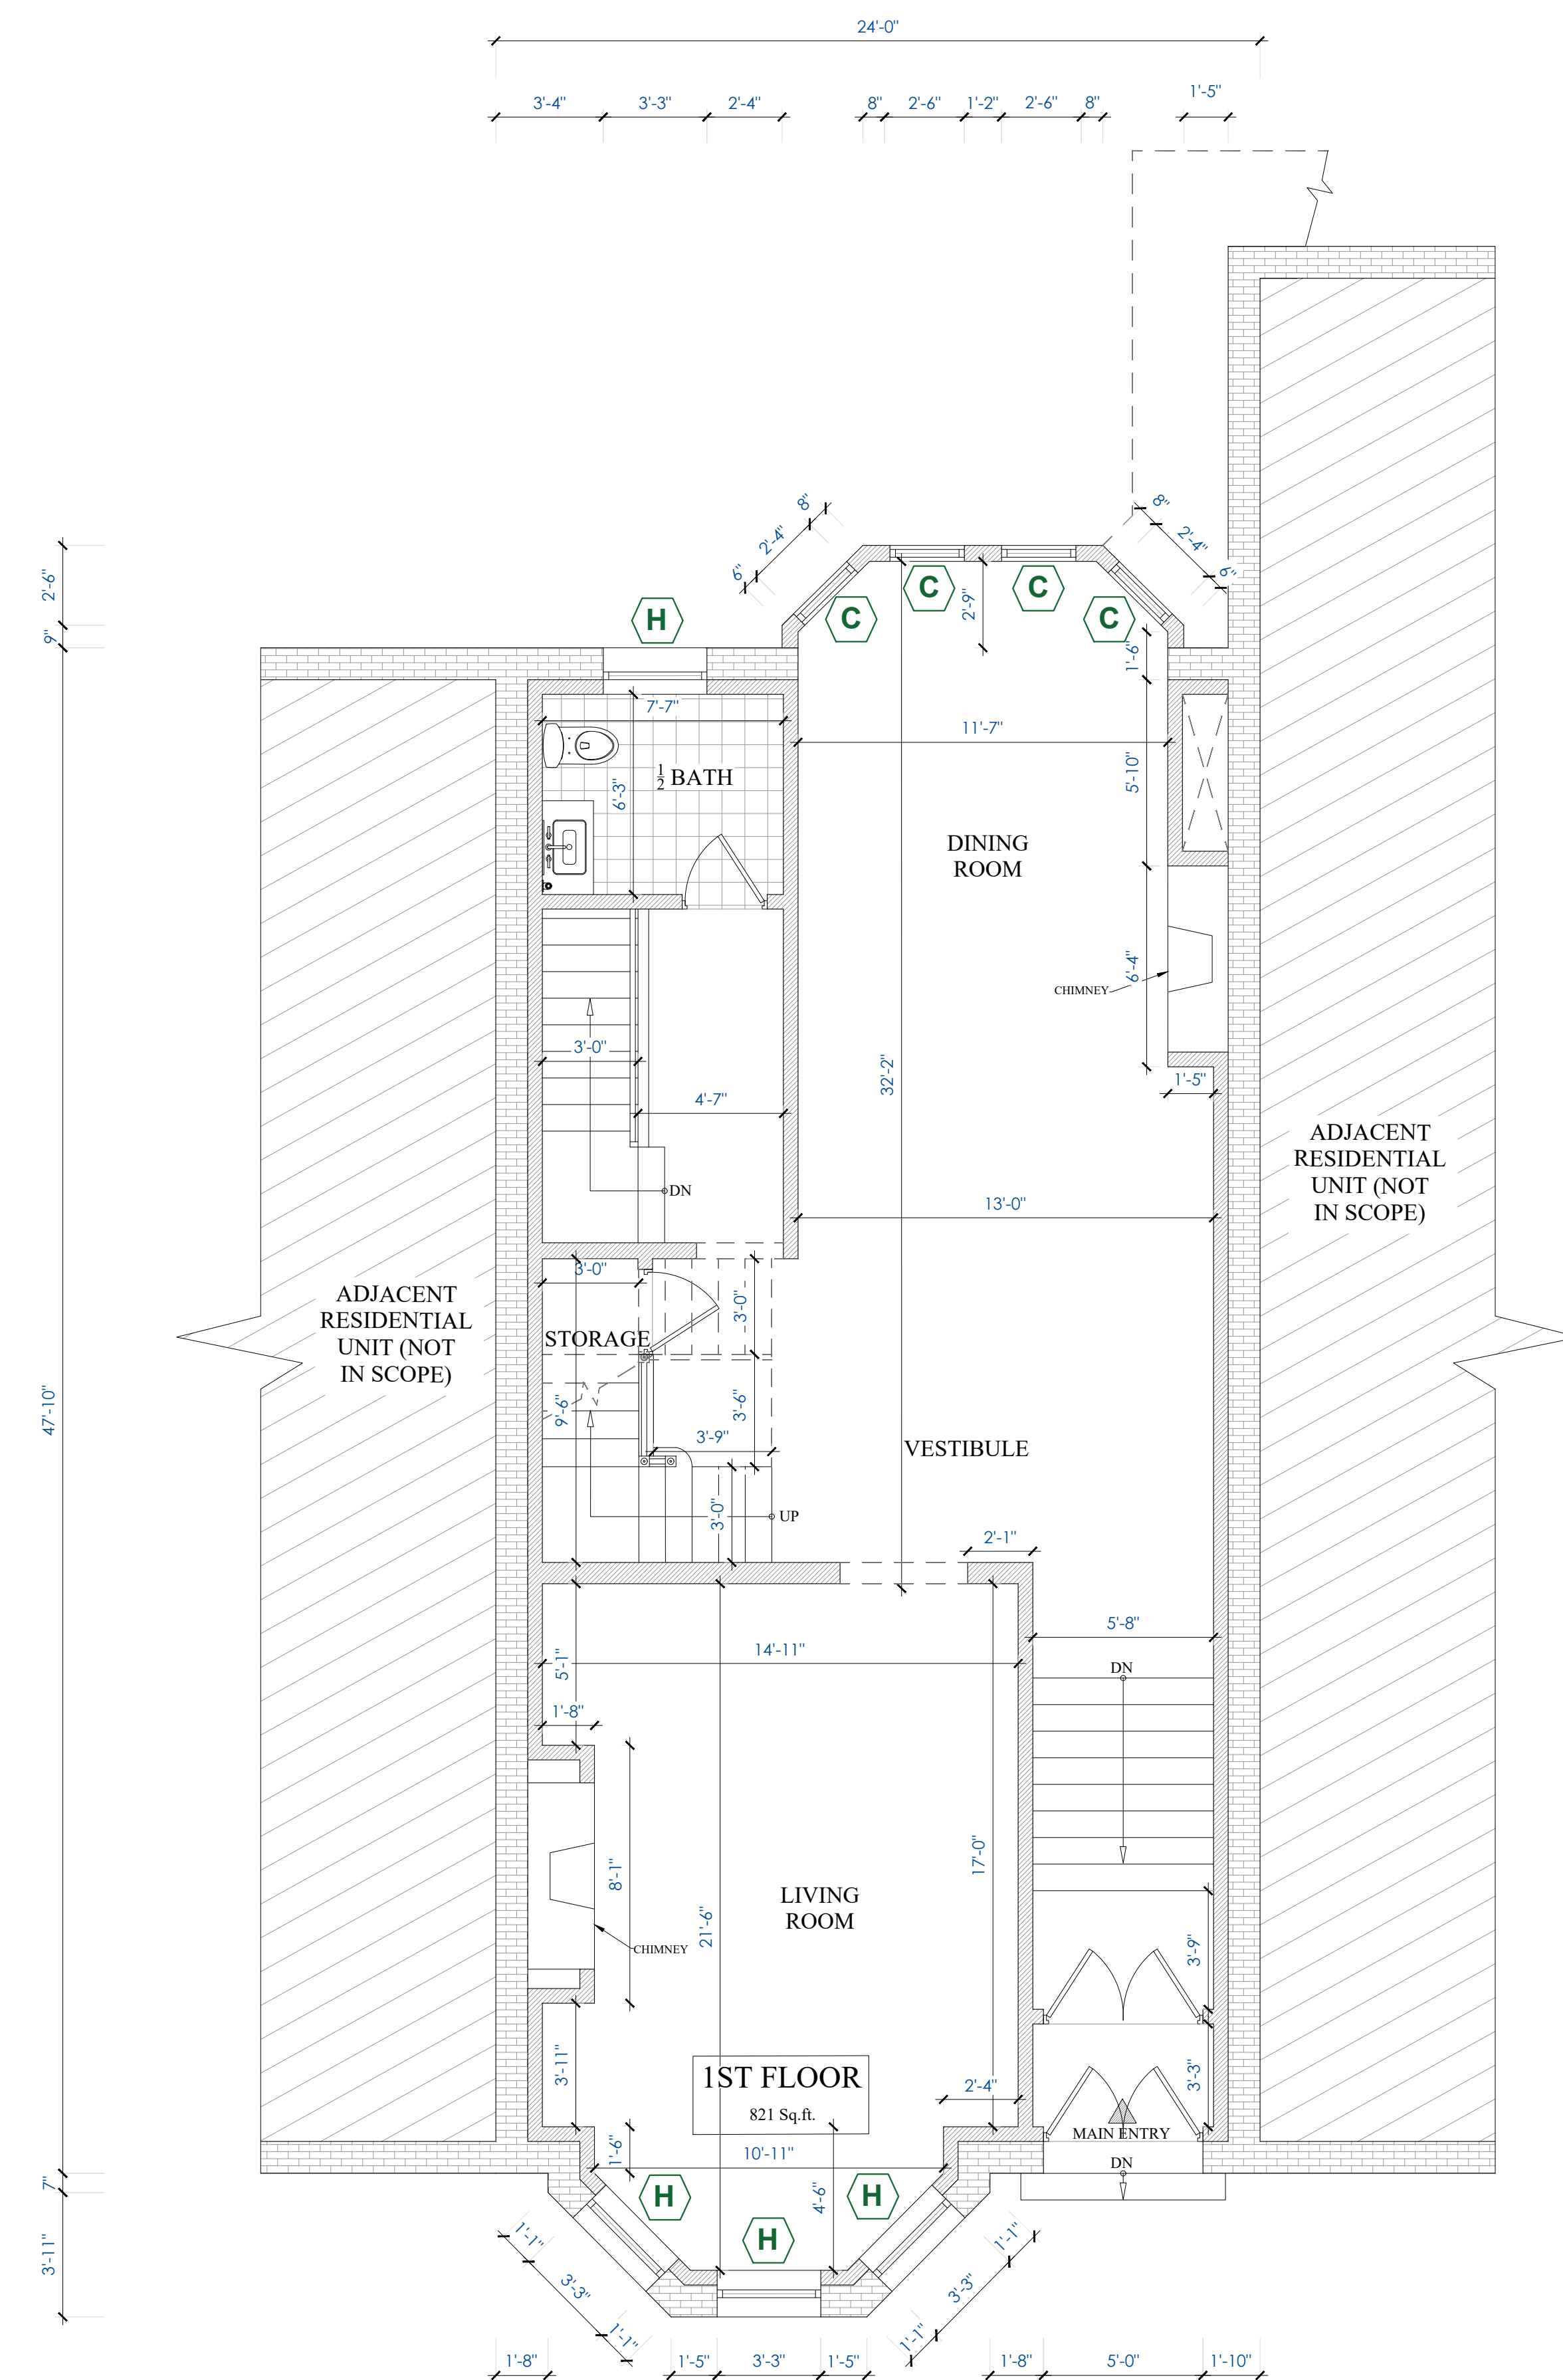 24'-0"
3'-4"
3'-3"
2'-4"
8"
2'-6"
1'-2"
2'-6"
8"
1'-5"
8"
2'-4"
6"
8"
2'-4"
6"
2'-6"
9"
H
C
C
C
C
2'-9"
1'-6"
7'-7"
6'-3"
1/2 BATH
11'-7"
5'-10"
DINING
ROOM
6'-4"
CHIMNEY
3'-0"
32'-2"
1'-5"
4'-7"
DN
13'-0"
ADJACENT
RESIDENTIAL
UNIT (NOT
IN SCOPE)
3'-0"
ADJACENT
RESIDENTIAL
UNIT (NOT
IN SCOPE)
3'-0"
STORAGE
47'-10"
9'-6"
3'-6"
3'-9"
VESTIBULE
3'-0"
UP
2'-1"
5'-8"
14'-11"
5'-1"
DN
1'-8"
8'-1"
17'-0"
LIVING
ROOM
21'-6"
CHIMNEY
3'-9"
3'-11"
1ST FLOOR
821 Sq.ft.
2'-4"
3'-3"
MAIN ENTRY
1'-6"
10'-11"
DN
7"
H
H
4'-6"
H
3'-11"
1'-1"
3'-3"
1'-1"
1'-1"
3'-3"
1'-1"
1'-8"
1'-5"
3'-3"
1'-5"
1'-8"
5'-0"
1'-10"